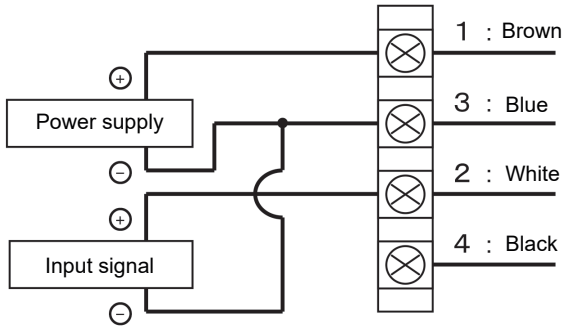 1 : Brown
+
Power supply
3 : Blue
−
2 : White
+
Input signal
4 : Black
−